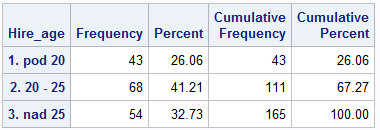 Cumulative Cumulative
Hire_age Frequency Percent Frequency Percent
1. pod 20 43 26.06 43 26.06
2. 20 - 25 68 41.21 111 67.27
3. nad 25 54 32.73 165 100.00